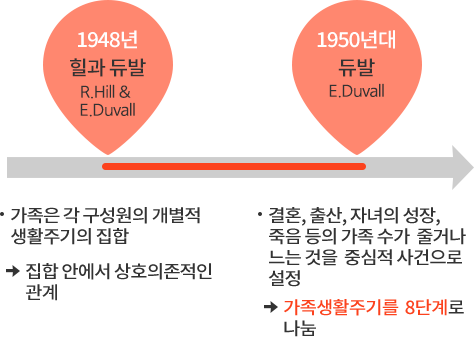 1948년
힐과 듀발
R.Hill &
E.Duvall
1950년대
듀발
E.Duvall
• 가족은 각 구성원의 개별적
생활주기의 집합
➜ 집합 안에서 상호의존적인
관계
• 결혼, 출산, 자녀의 성장,
죽음 등의 가족 수가 줄거나
느는 것을 중심적 사건으로
설정
➜ 가족생활주기를 8단계로
나눔